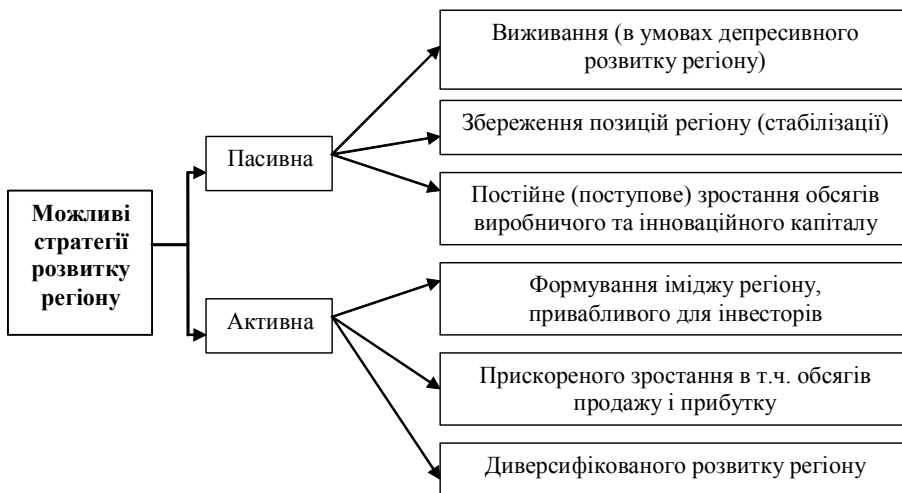 Можливі
стратегії
розвитку
регіону
Пасивна
Активна
Виживання (в умовах депресивного
розвитку регіону)
Збереження позицій регіону (стабілізації)
Постійне (поступове) зростання обсягів
виробничого та інноваційного капіталу
Формування іміджу регіону,
привабливого для інвесторів
Прискореного зростання в т.ч. обсягів
продажу і прибутку
Диверсифікованого розвитку регіону